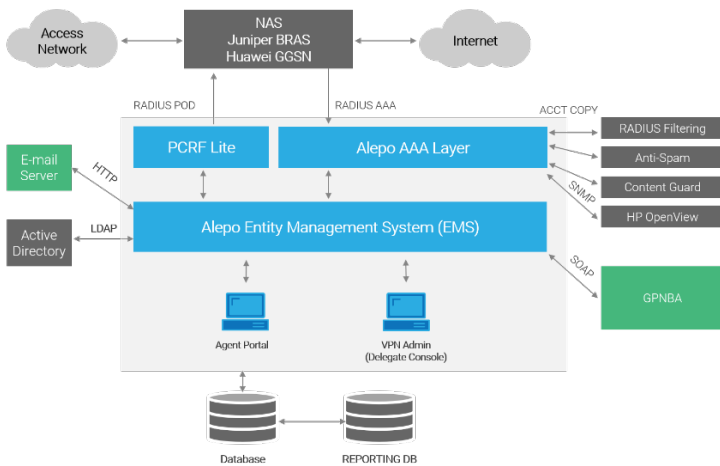 Access
Network
NAS
Juniper BRAS
Huawei GGSN
Internet
RADIUS POD
RADIUS AAA
ACCT COPY
PCRF Lite
Alepo AAA Layer
RADIUS Filtering
Anti-Spam
Content Guard
HP OpenView
SNMP
E-mail
Server
HTTP
Active
Directory
LDAP
Alepo Entity Management System (EMS)
SOAP
GPNBA
Agent Portal
VPN Admin
(Delegate Console)
Database
REPORTING DB